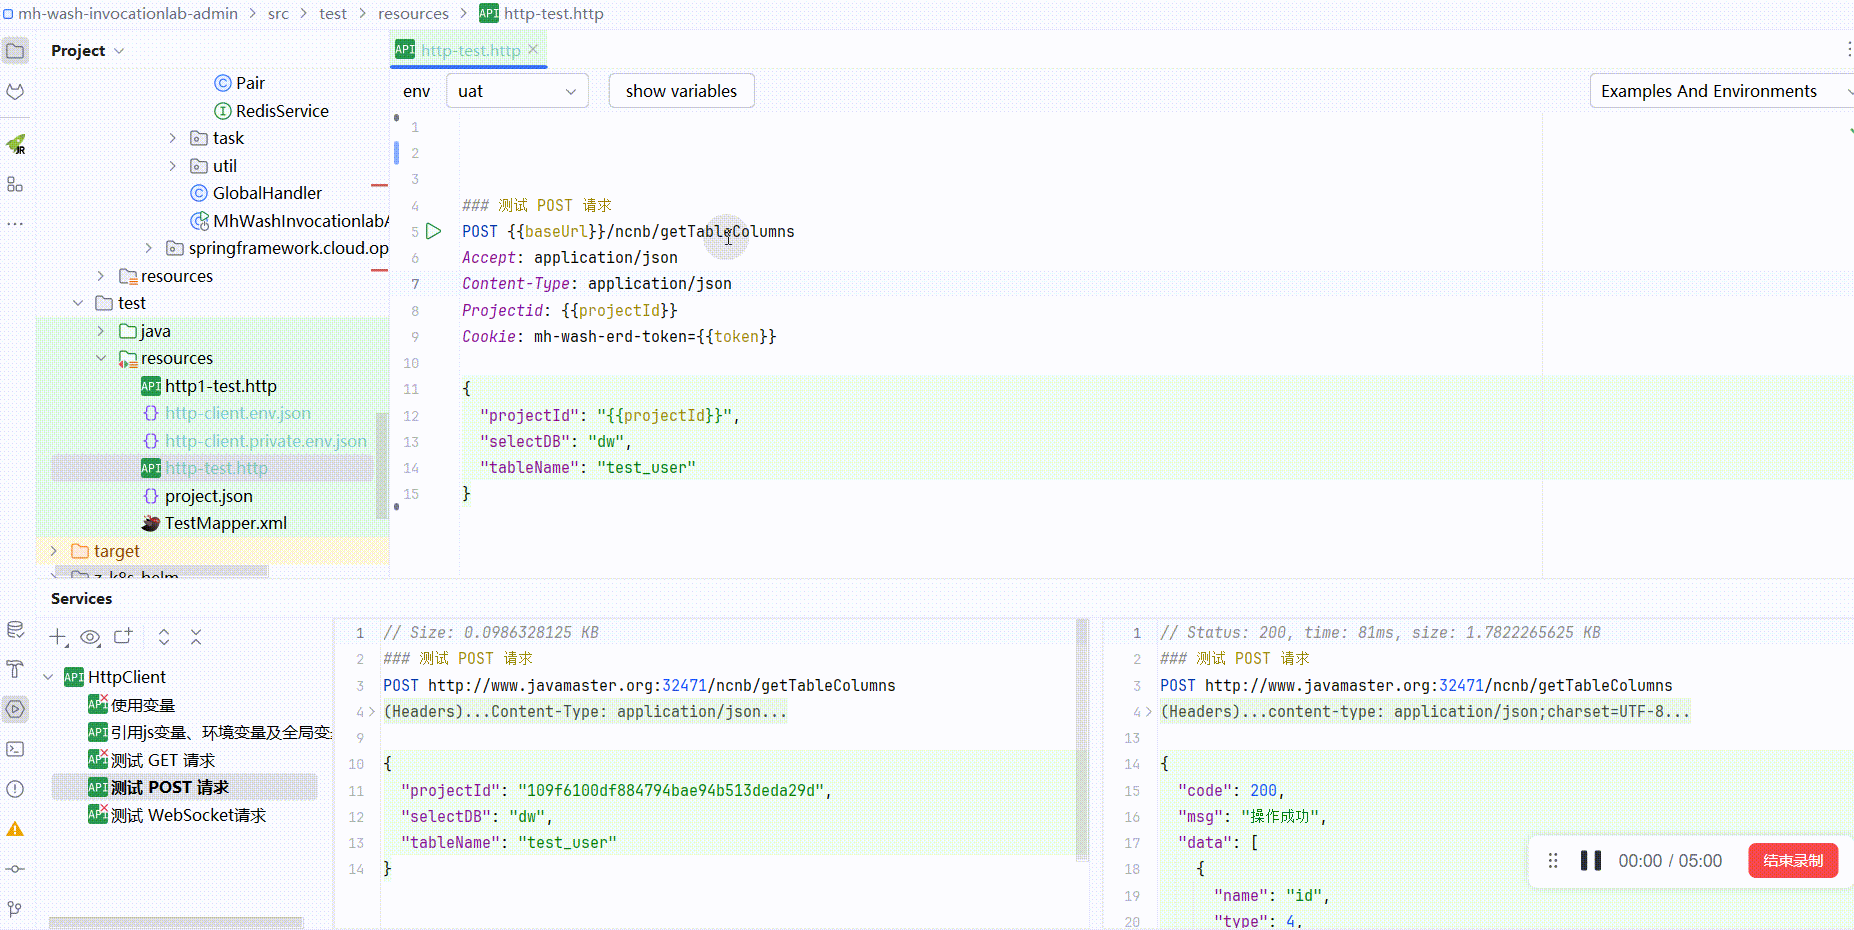 mh-wash-invocationlab-admin > src > test > resources > API http-test.http
Project
API http-test.http
env uat show variables Examples And Environments
Pair
RedisService
task
util
GlobalHandler
MhWashInvocationlabA
springframework.cloud.op
resources
test
java
resources
API http1-test.http
{} http-client.env.json
{} http-client.private.env.json
API http-test.http
{} project.json
TestMapper.xml
target
z_k8s_helm
1
2
3
4 ### 测试 POST 请求
5 POST {{baseUrl}}/ncnb/getTableColumns
6 Accept: application/json
7 Content-Type: application/json
8 Projectid: {{projectId}}
9 Cookie: mh-wash-erd-token={{token}}
10
11 {
12 "projectId": "{{projectId}}",
13 "selectDB": "dw",
14 "tableName": "test_user"
15 }
Services
API HttpClient
API 使用变量
API 引用js变量、环境变量及全局变
API 测试 GET 请求
API 测试 POST 请求
API 测试 WebSocket请求
1 // Size: 0.0986328125 KB
2 ### 测试 POST 请求
3 POST http://www.javamaster.org:32471/ncnb/getTableColumns
4 (Headers)...Content-Type: application/json...
9
10 {
11 "projectId": "109f6100df884794bae94b513deda29d",
12 "selectDB": "dw",
13 "tableName": "test_user"
14 }
1 // Status: 200, time: 81ms, size: 1.7822265625 KB
2 ### 测试 POST 请求
3 POST http://www.javamaster.org:32471/ncnb/getTableColumns
4 (Headers)...content-type: application/json;charset=UTF-8...
13
14 {
15 "code": 200,
16 "msg": "操作成功",
17 "data": [
18 {
19 "name": "id",
20 "type": 4,
00:00 / 05:00 结束录制